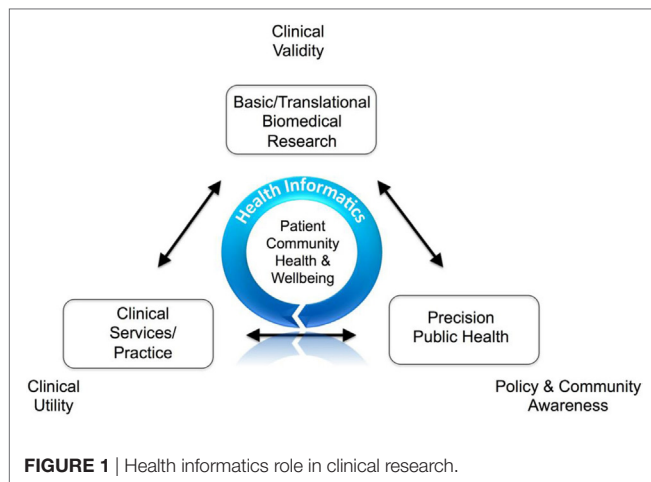 Clinical
Validity
Basic/Translational
Biomedical
Research
Health Informatics
Patient
Community
Health &
Wellbeing
Clinical
Services/
Practice
Precision
Public Health
Clinical
Utility
Policy & Community
Awareness
FIGURE 1 | Health informatics role in clinical research.